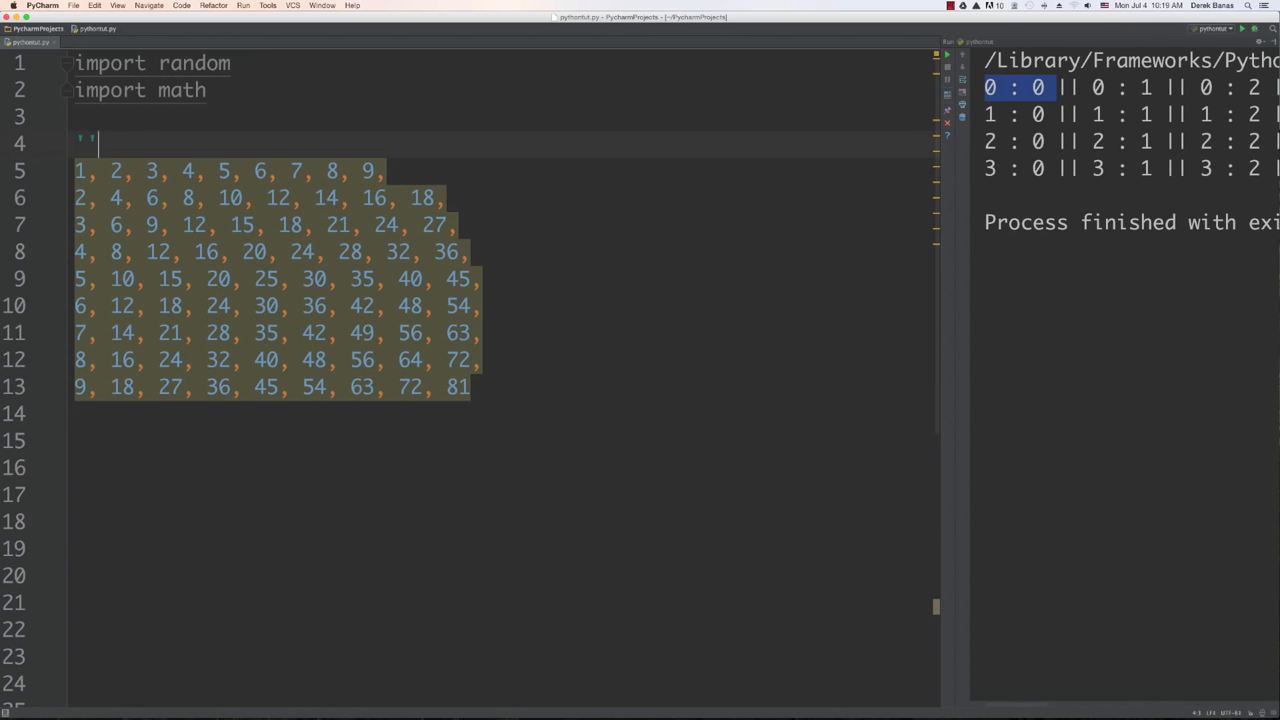 PyCharm File Edit View Navigate Code Refactor Run Tools VCS Window Help 10 Mon Jul 4 10:19 AM Derek Banas
pythontut.py - PycharmProjects - [~/PycharmProjects]
PycharmProjects pythontut.py pythontut
pythontut.py
Run pythontut
1 import random
2 import math
3
4 ''
5 1, 2, 3, 4, 5, 6, 7, 8, 9,
6 2, 4, 6, 8, 10, 12, 14, 16, 18,
7 3, 6, 9, 12, 15, 18, 21, 24, 27,
8 4, 8, 12, 16, 20, 24, 28, 32, 36,
9 5, 10, 15, 20, 25, 30, 35, 40, 45,
10 6, 12, 18, 24, 30, 36, 42, 48, 54,
11 7, 14, 21, 28, 35, 42, 49, 56, 63,
12 8, 16, 24, 32, 40, 48, 56, 64, 72,
13 9, 18, 27, 36, 45, 54, 63, 72, 81
14
15
16
17
18
19
20
21
22
23
24
/Library/Frameworks/Pytho
0 : 0 || 0 : 1 || 0 : 2 |
1 : 0 || 1 : 1 || 1 : 2 |
2 : 0 || 2 : 1 || 2 : 2 |
3 : 0 || 3 : 1 || 3 : 2 |
Process finished with exi
4:3 LF‡ UTF-8‡